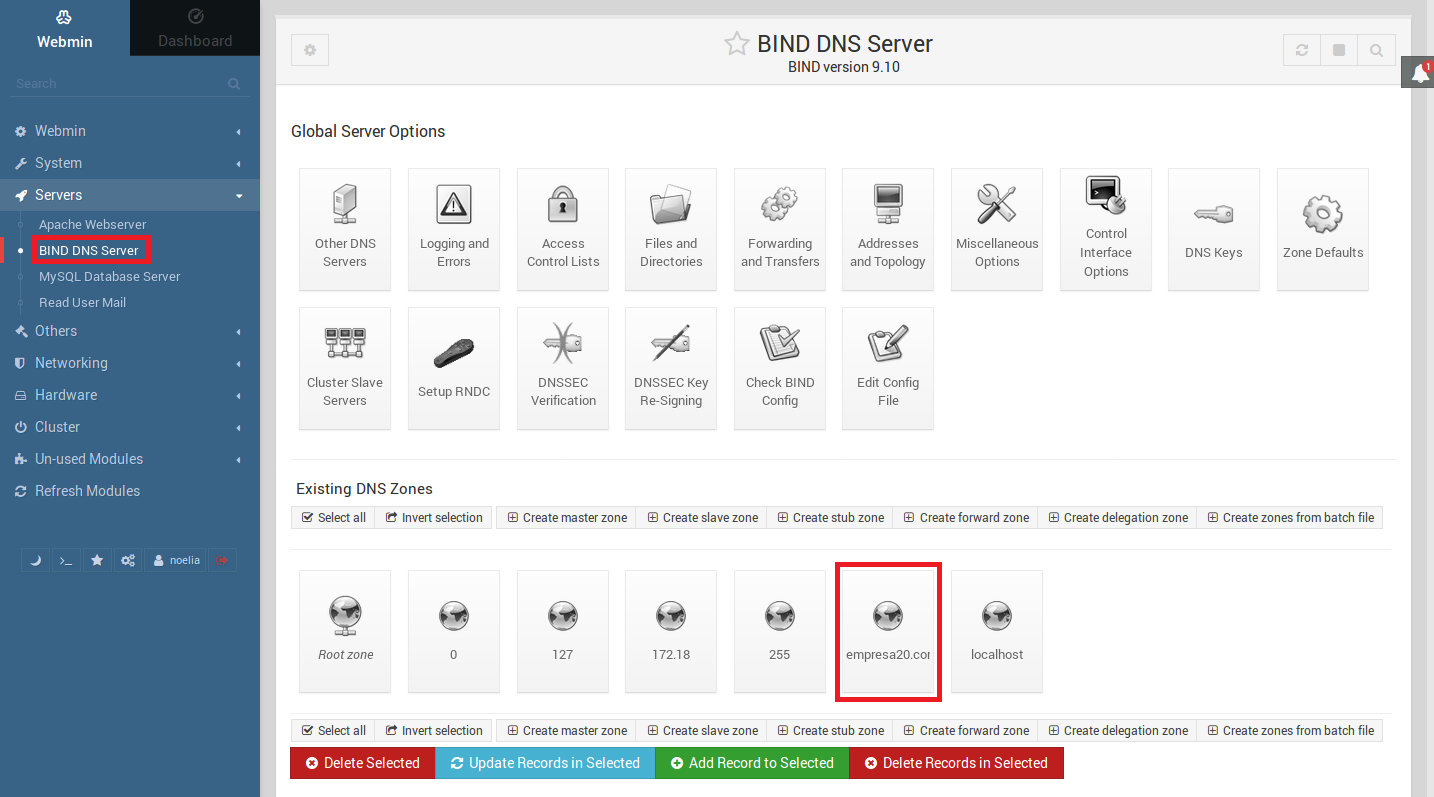 Webmin
Dashboard
Search
Webmin
System
Servers
Apache Webserver
BIND DNS Server
MySQL Database Server
Read User Mail
Others
Networking
Hardware
Cluster
Un-used Modules
Refresh Modules
noelia
BIND DNS Server
BIND version 9.10
1
Global Server Options
Other DNS
Servers
Logging and
Errors
Access
Control Lists
Files and
Directories
Forwarding
and Transfers
Addresses
and Topology
Miscellaneous
Options
Control
Interface
Options
DNS Keys
Zone Defaults
Cluster Slave
Servers
Setup RNDC
DNSSEC
Verification
DNSSEC Key
Re-Signing
Check BIND
Config
Edit Config
File
Existing DNS Zones
Select all Invert selection Create master zone Create slave zone Create stub zone Create forward zone Create delegation zone Create zones from batch file
Root zone
0
127
172.18
255
empresa20.com
localhost
Select all Invert selection Create master zone Create slave zone Create stub zone Create forward zone Create delegation zone Create zones from batch file
Delete Selected Update Records in Selected Add Record to Selected Delete Records in Selected